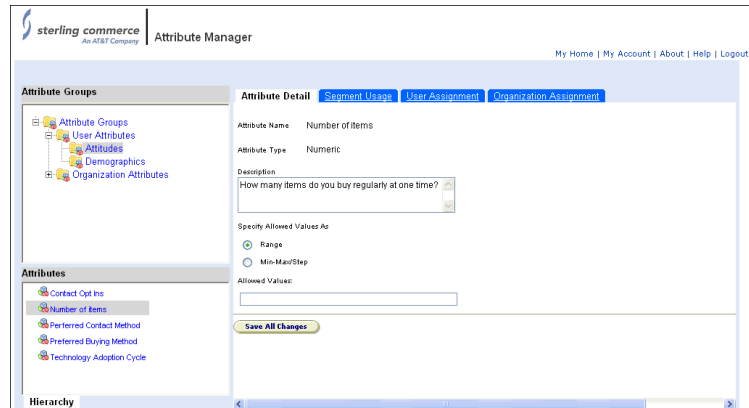 sterling commerce
An AT&T Company
Attribute Manager
My Home | My Account | About | Help | Logout
Attribute Groups
Attribute Groups
User Attributes
Attitudes
Demographics
Organization Attributes
Attributes
Contact Opt Ins
Number of items
Preferred Contact Method
Preferred Buying Method
Technology Adoption Cycle
Hierarchy
Attribute Detail Segment Usage User Assignment Organization Assignment
Attribute Name Number of items
Attribute Type Numeric
Description
How many items do you buy regularly at one time?
Specify Allowed Values As
Range
Min-Max/Step
Allowed Values:
Save All Changes